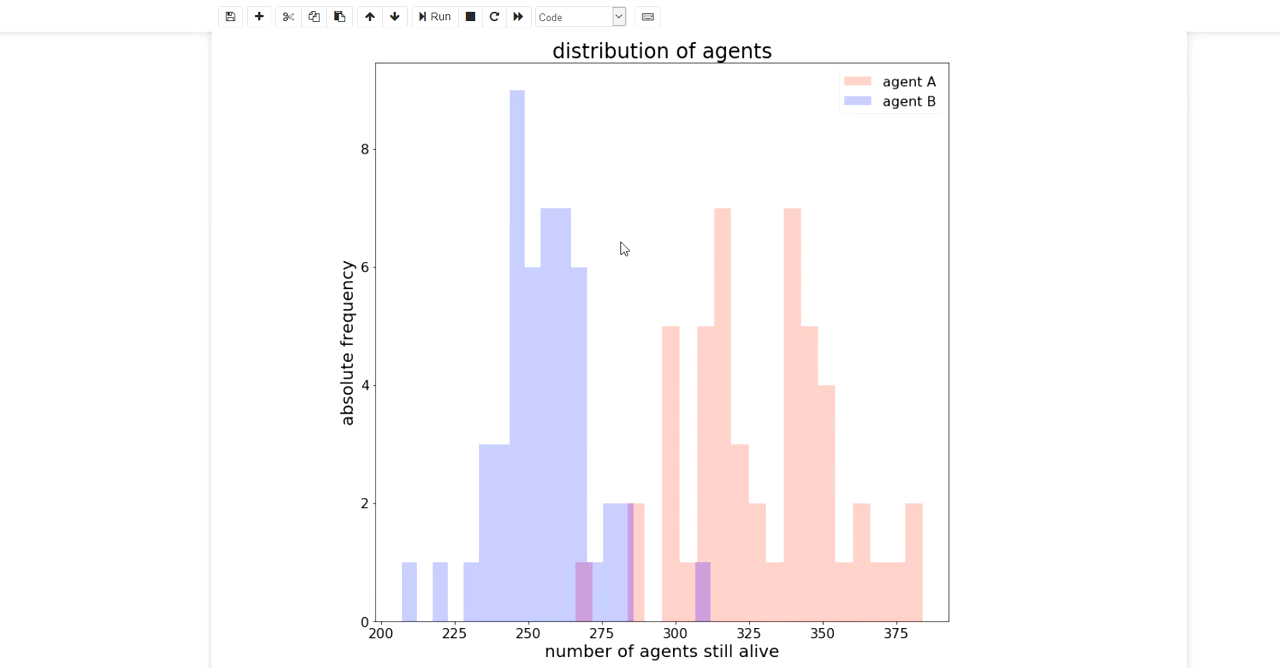 Run
Code
distribution of agents
agent A
agent B
8
6
4
2
0
absolute frequency
200 225 250 275 300 325 350 375
number of agents still alive